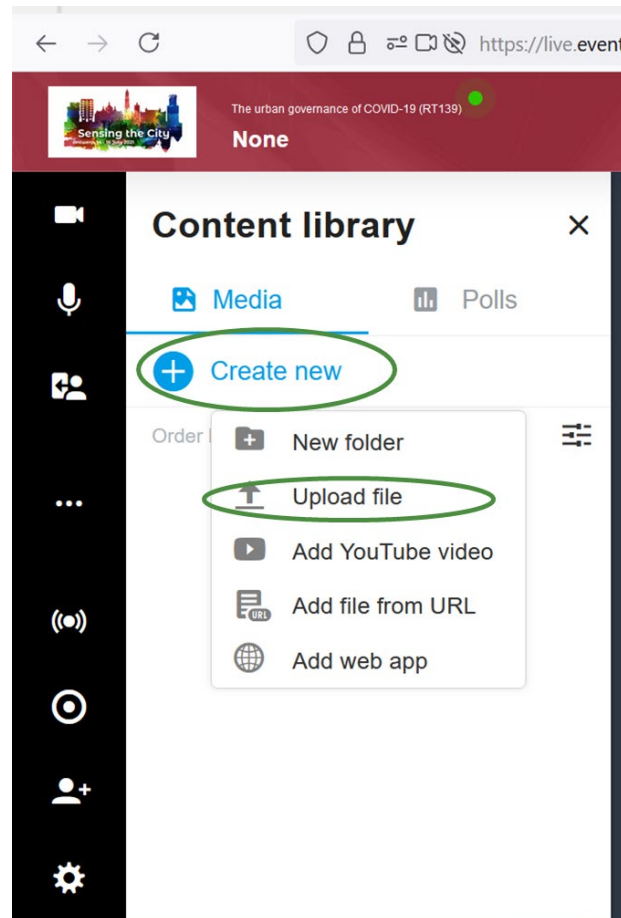 https://live.event
The urban governance of COVID-19 (RT139)
Sensing the City
None
Content library
Media
Polls
Create new
Order
New folder
Upload file
Add YouTube video
URL
Add file from URL
Add web app